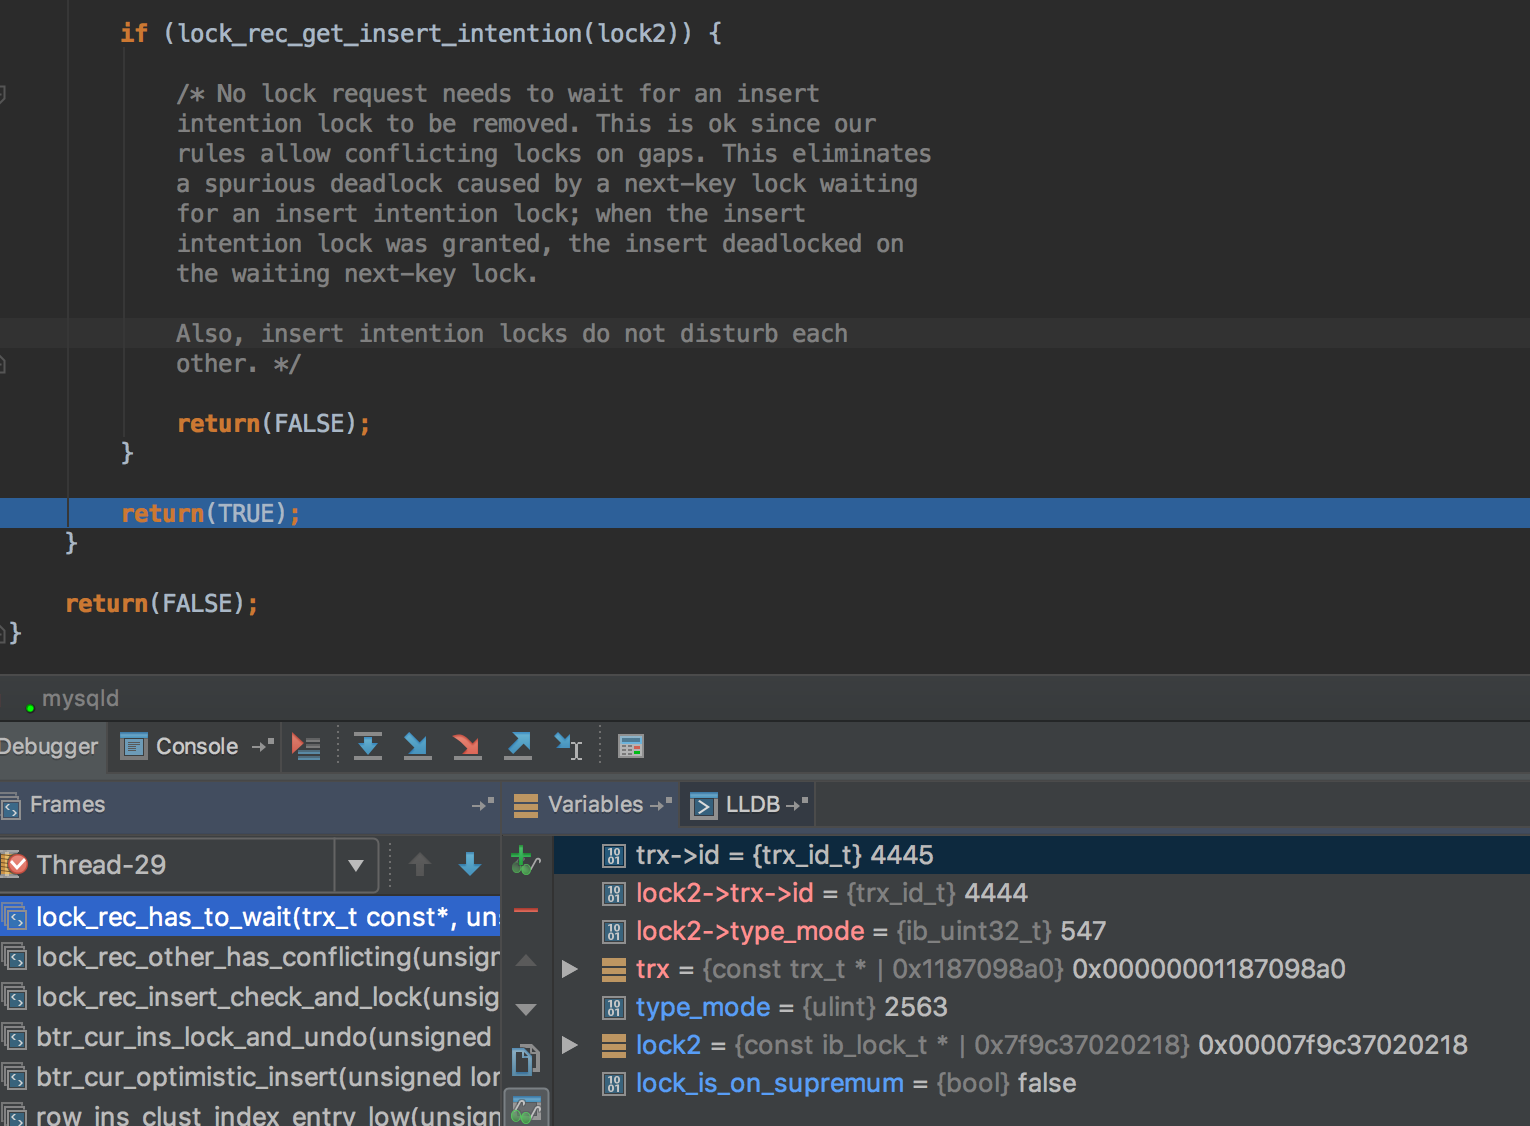 if (lock_rec_get_insert_intention(lock2)) {
/* No lock request needs to wait for an insert
intention lock to be removed. This is ok since our
rules allow conflicting locks on gaps. This eliminates
a spurious deadlock caused by a next-key lock waiting
for an insert intention lock; when the insert
intention lock was granted, the insert deadlocked on
the waiting next-key lock.
Also, insert intention locks do not disturb each
other. */
return(FALSE);
}
return(TRUE);
}
return(FALSE);
}
mysqld
Debugger Console
Frames Variables LLDB
Thread-29
lock_rec_has_to_wait(trx_t const*, uns
lock_rec_other_has_conflicting(unsigr
lock_rec_insert_check_and_lock(unsig
btr_cur_ins_lock_and_undo(unsigned
btr_cur_optimistic_insert(unsigned lor
row_ins_clust_index_entry_low(unsign
trx->id = {trx_id_t} 4445
lock2->trx->id = {trx_id_t} 4444
lock2->type_mode = {ib_uint32_t} 547
trx = {const trx_t * | 0x1187098a0} 0x00000001187098a0
type_mode = {ulint} 2563
lock2 = {const ib_lock_t * | 0x7f9c37020218} 0x00007f9c37020218
lock_is_on_supremum = {bool} false